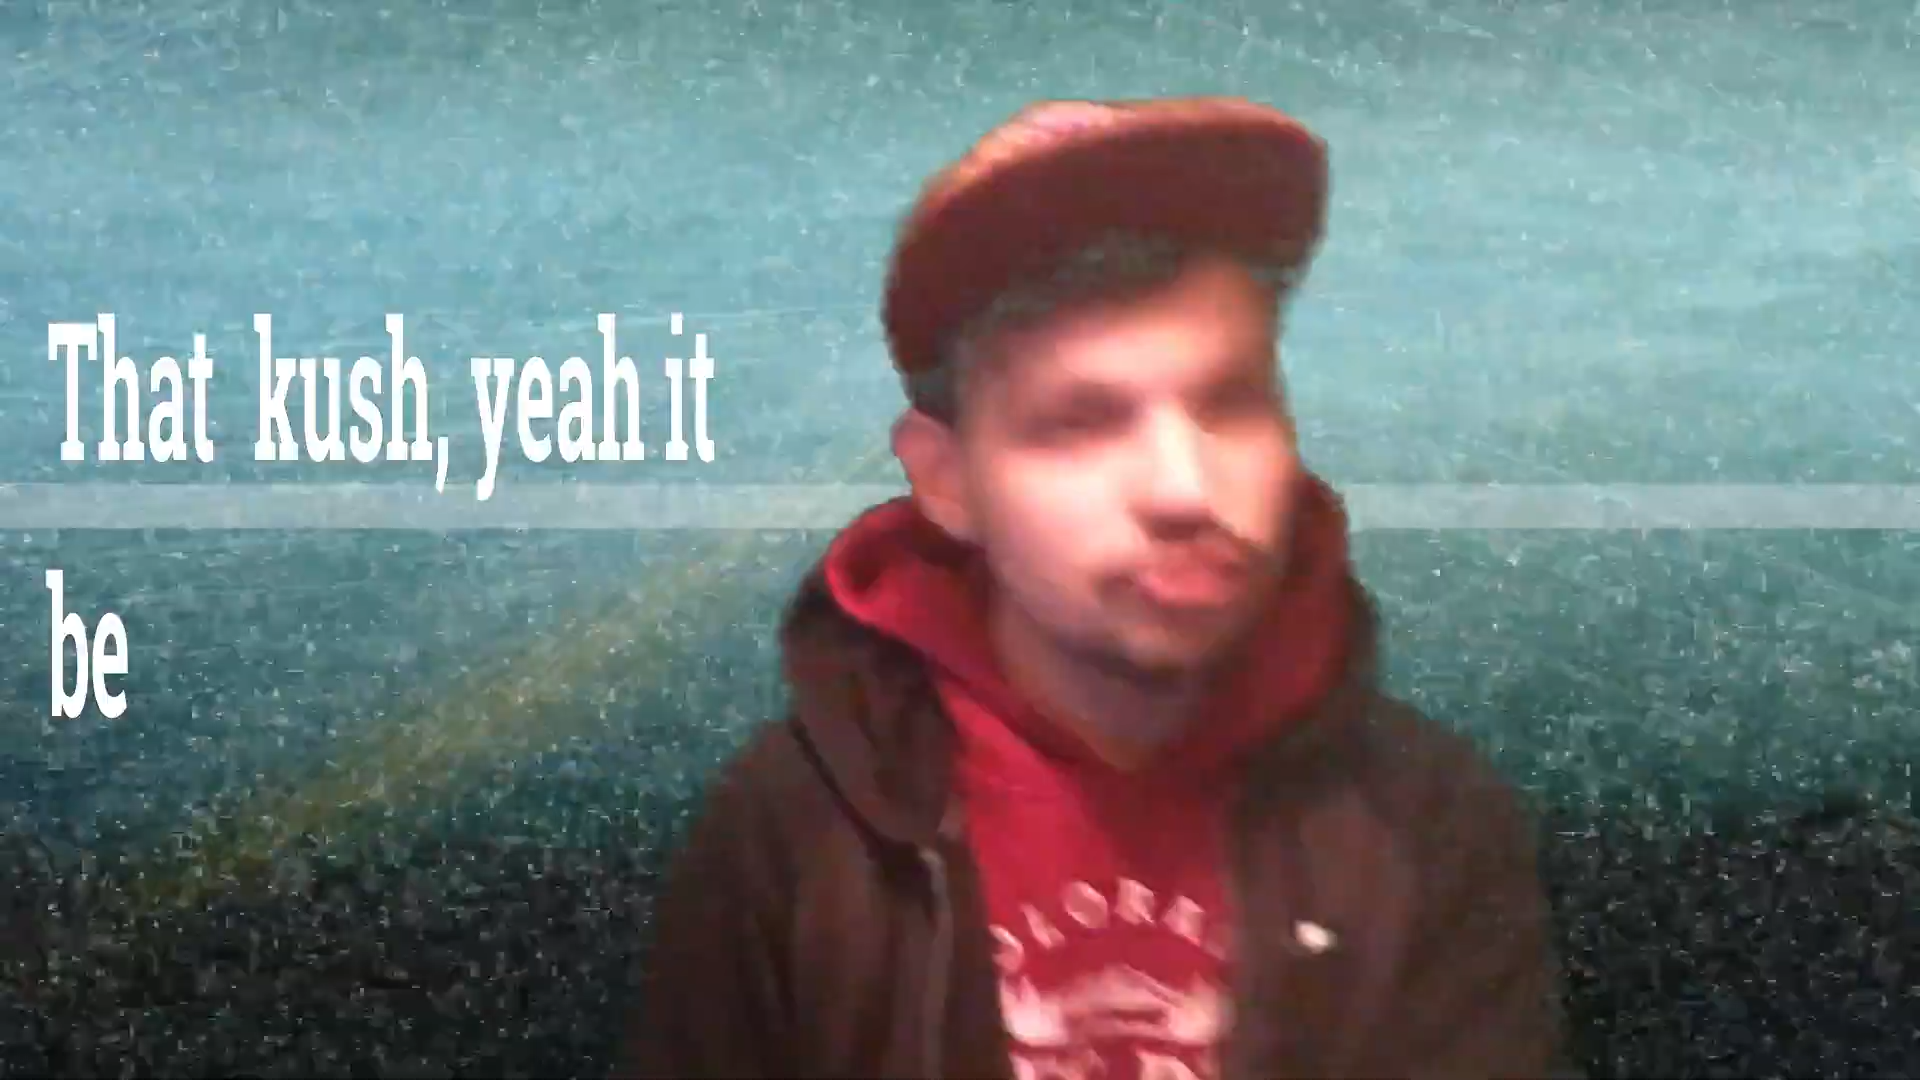 That kush, yeah it
be